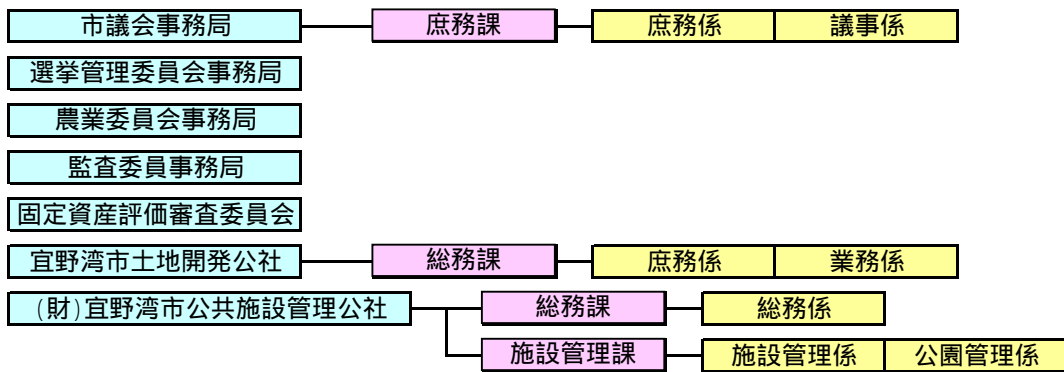 市議会事務局 庶務課 庶務係 議事係
選挙管理委員会事務局
農業委員会事務局
監査委員事務局
固定資産評価審査委員会
宜野湾市土地開発公社 総務課 庶務係 業務係
(財)宜野湾市公共施設管理公社 総務課 総務係
施設管理課 施設管理係 公園管理係